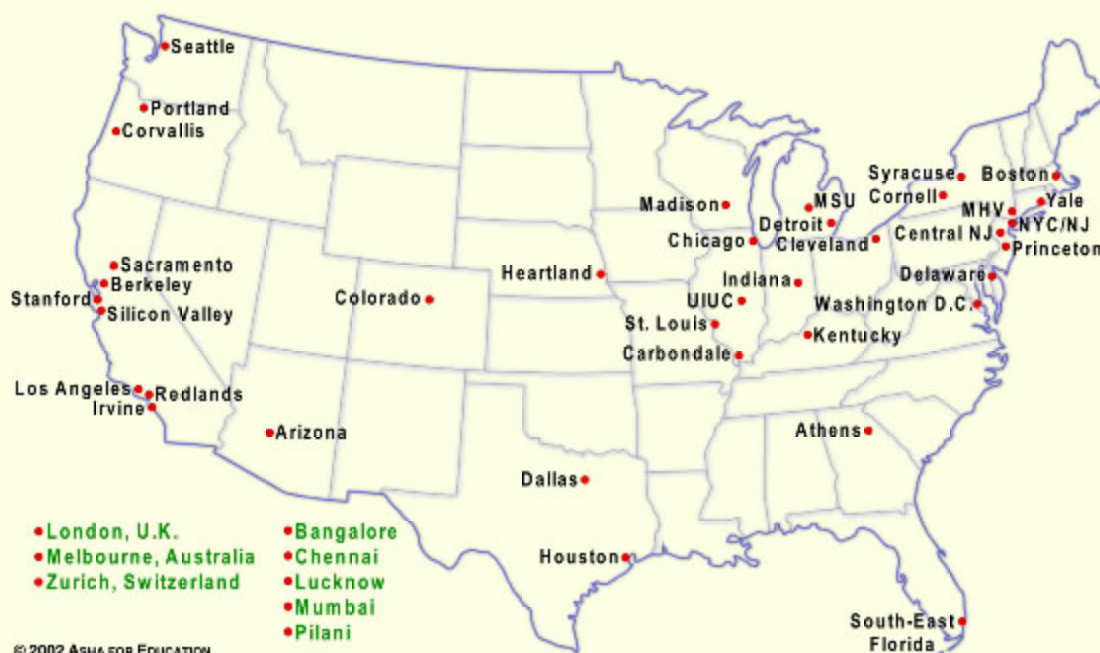 Seattle
Portland
Corvallis
Syracuse
Boston
Cornell
Madison
MSU
Yale
MHV
Detroit
NYC/NJ
Central NJ
Chicago
Cleveland
Princeton
Sacramento
Heartland
Delaware
Berkeley
Indiana
Stanford
Colorado
UIUC
Washington D.C.
Silicon Valley
St. Louis
Kentucky
Carbondale
Los Angeles
Redlands
Irvine
Arizona
Athens
Dallas
London, U.K.
Melbourne, Australia
Zurich, Switzerland
Bangalore
Chennai
Lucknow
Mumbai
Pilani
Houston
South-East
Florida
© 2002 ASHA FOR EDUCATION